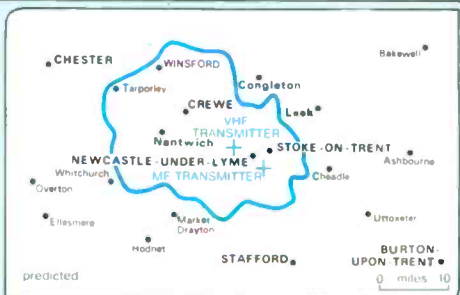 Bakewell
CHESTER
WINSFORD
Congleton
Tarporley
CREWE
Leek
VHF
TRANSMITTER
Nantwich
STOKE-ON-TRENT
NEWCASTLE-UNDER-LYME
Ashbourne
MF TRANSMITTER
Cheadle
Whitchurch
Overton
Ellesmere
Market
Drayton
Uttoxeter
Hodnet
STAFFORD
BURTON-
UPON-TRENT
predicted
0 miles 10